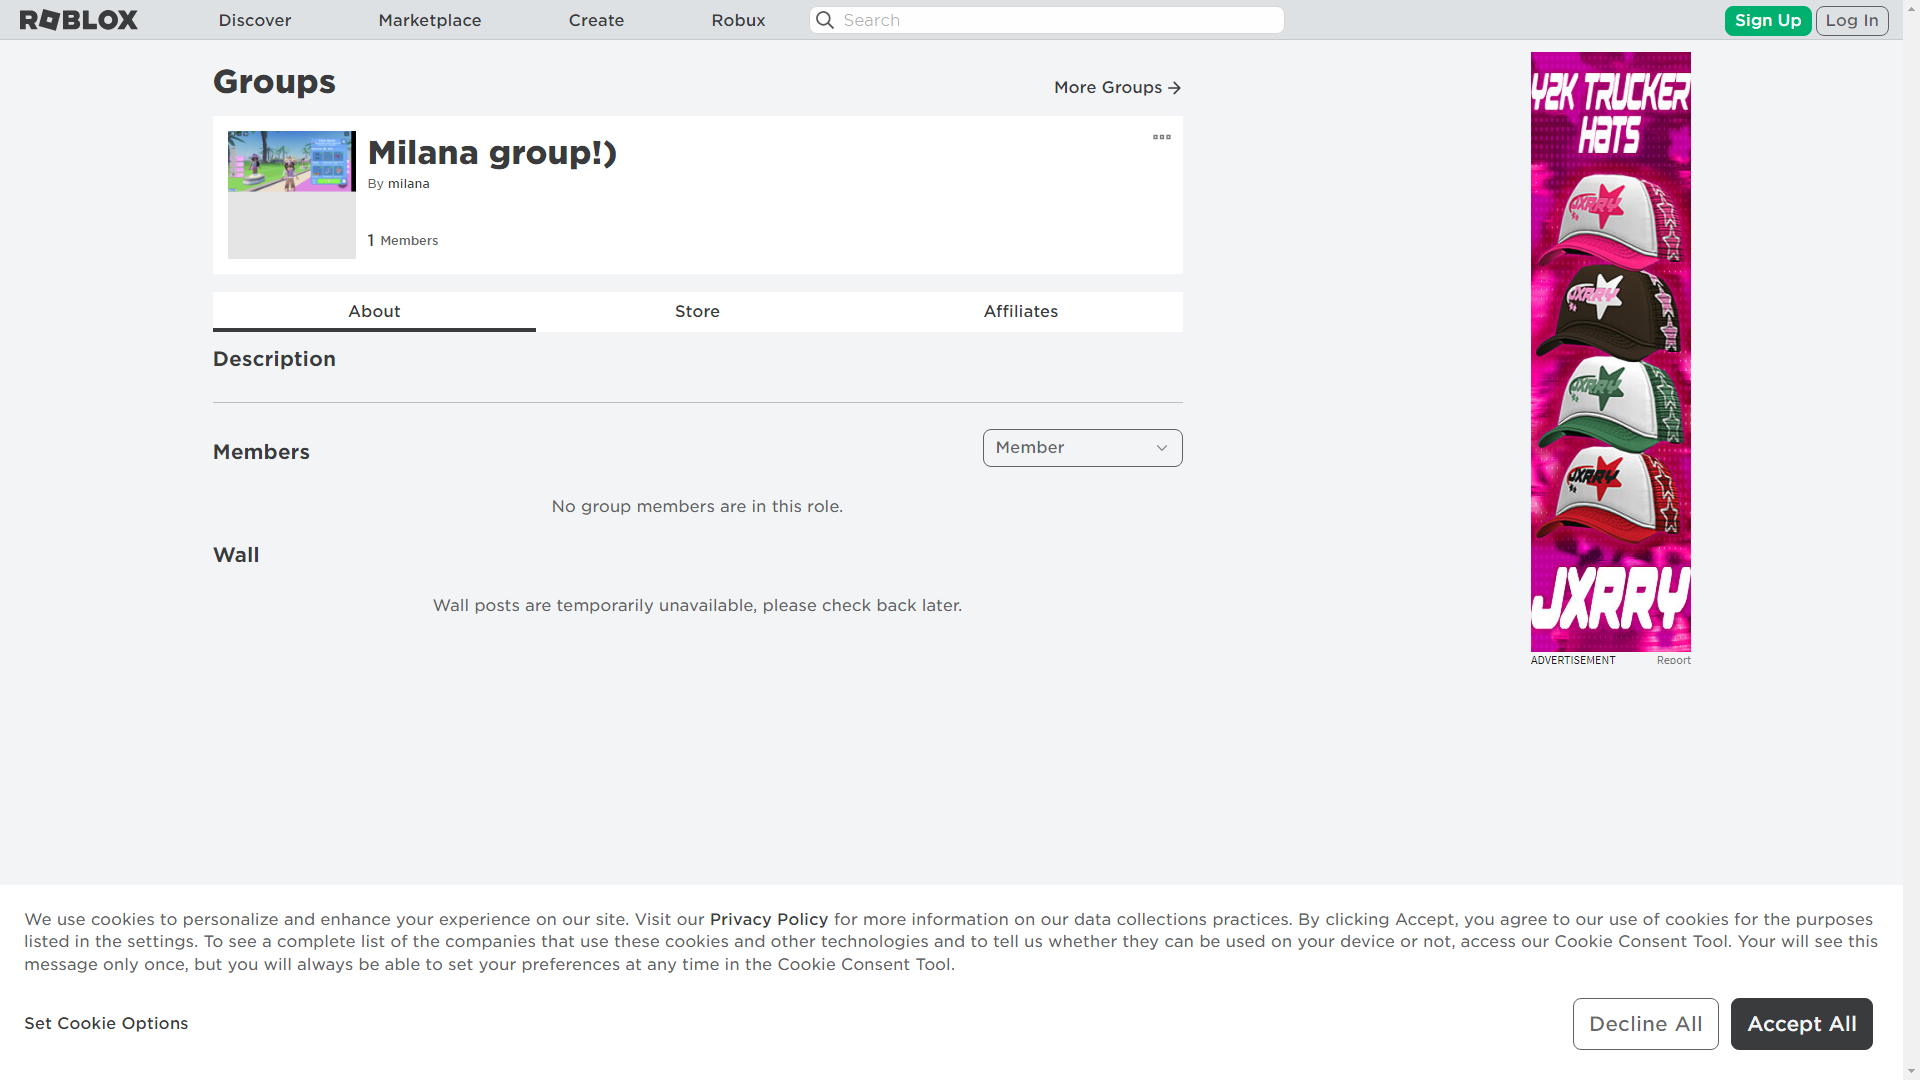 ROBLOX
Discover
Marketplace
Create
Robux
Search
Sign Up
Log In
Groups
More Groups
Milana group!)
By milana
1 Members
About
Store
Affiliates
Description
Members
Member
No group members are in this role.
Wall
Wall posts are temporarily unavailable, please check back later.
Y2K TRUCKER
HATS
JXRRY
JXRRY
JXRRY
JXRRY
JXRRY
ADVERTISEMENT
Report
We use cookies to personalize and enhance your experience on our site. Visit our Privacy Policy for more information on our data collections practices. By clicking Accept, you agree to our use of cookies for the purposes
listed in the settings. To see a complete list of the companies that use these cookies and other technologies and to tell us whether they can be used on your device or not, access our Cookie Consent Tool. Your will see this
message only once, but you will always be able to set your preferences at any time in the Cookie Consent Tool.
Set Cookie Options
Decline All
Accept All